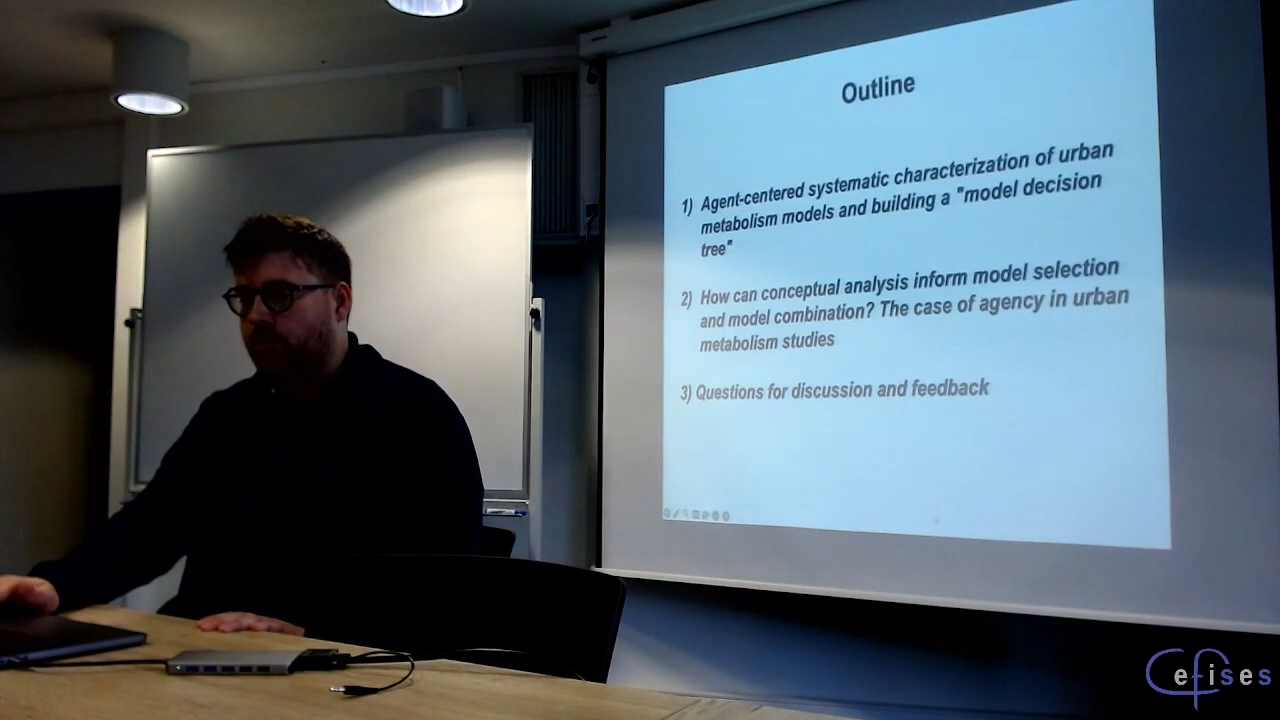 Outline
1) Agent-centered systematic characterization of urban
metabolism models and building a "model decision
tree"
2) How can conceptual analysis inform model selection
and model combination? The case of agency in urban
metabolism studies
3) Questions for discussion and feedback
Cefises